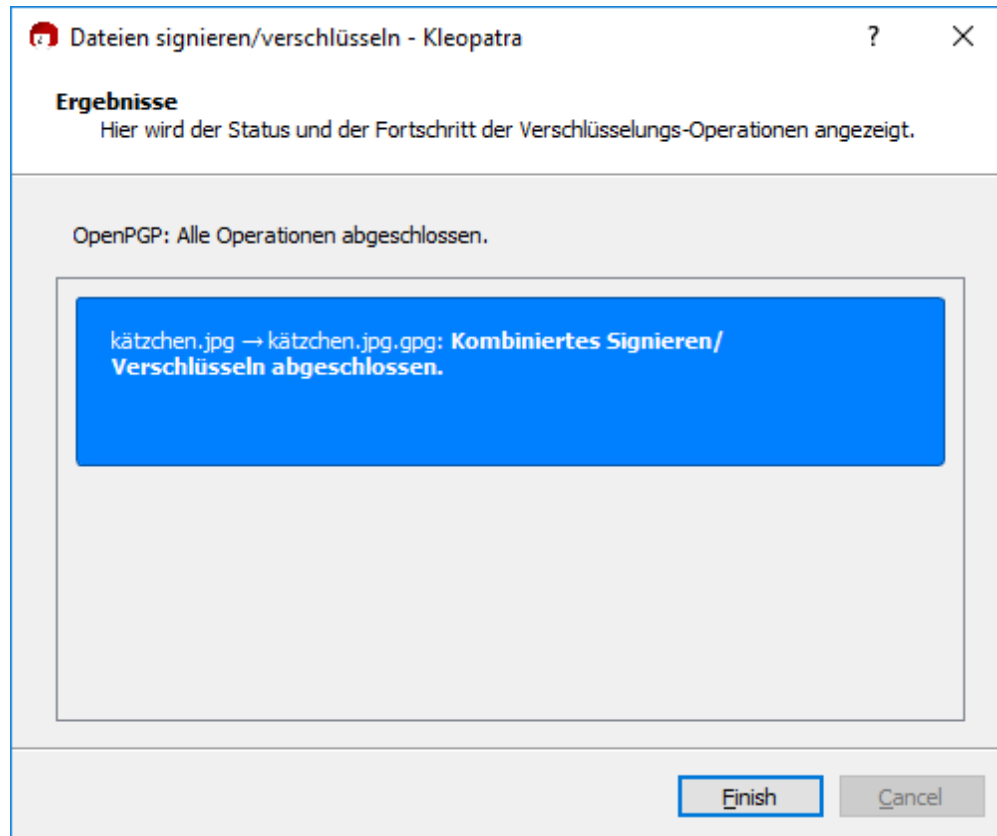 Dateien signieren/verschlüsseln - Kleopatra
?
Ergebnisse
Hier wird der Status und der Fortschritt der Verschlüsselungs-Operationen angezeigt.
OpenPGP: Alle Operationen abgeschlossen.
kätzchen.jpg → kätzchen.jpg.gpg: Kombiniertes Signieren/
Verschlüsseln abgeschlossen.
Finish
Cancel